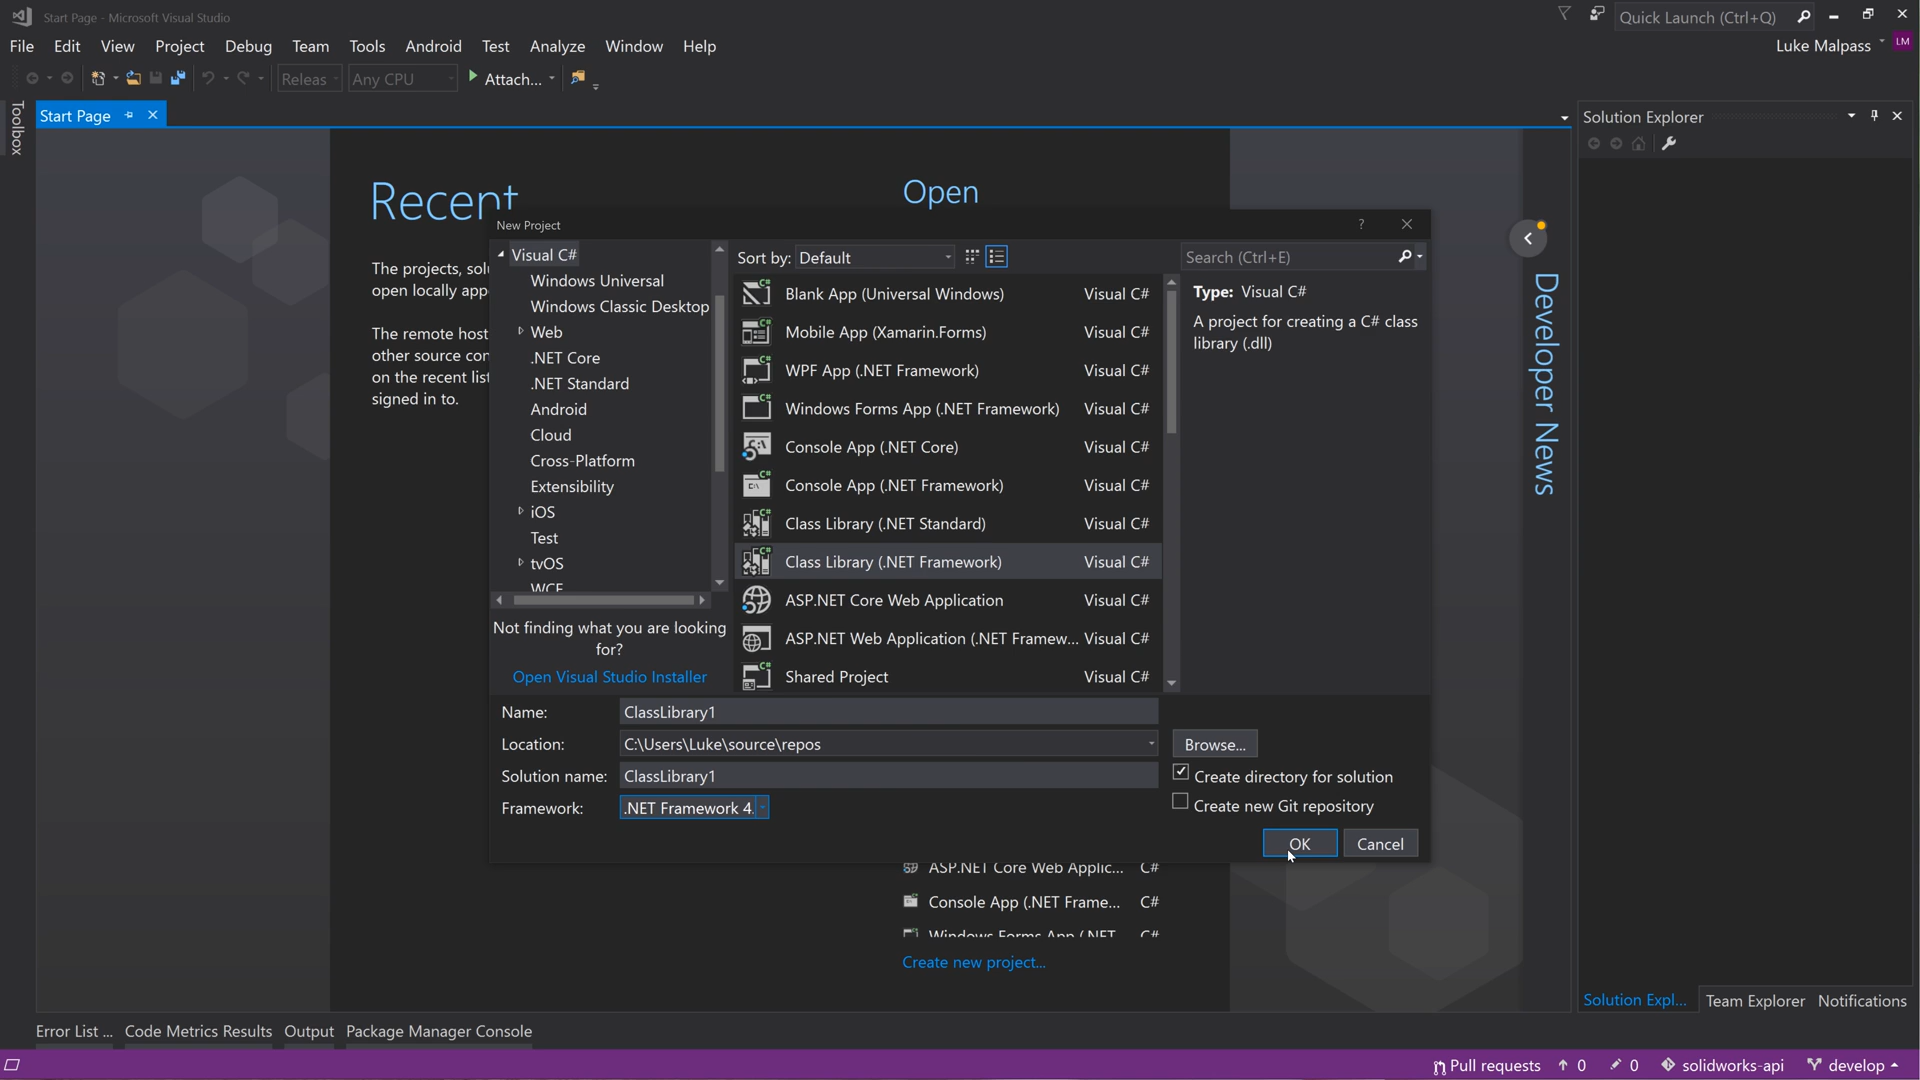 Start Page - Microsoft Visual Studio
Quick Launch (Ctrl+Q)
File Edit View Project Debug Team Tools Android Test Analyze Window Help
Luke Malpass LM
Releas Any CPU Attach...
Toolbox
Start Page
Solution Explorer
Recent
Open
The projects, sol
open locally app
The remote host
other source con
on the recent list
signed in to.
New Project
?
Visual C#
Windows Universal
Windows Classic Desktop
Web
.NET Core
.NET Standard
Android
Cloud
Cross-Platform
Extensibility
iOS
Test
tvOS
WCF
Not finding what you are looking
for?
Open Visual Studio Installer
Sort by: Default
Search (Ctrl+E)
Blank App (Universal Windows) Visual C#
Mobile App (Xamarin.Forms) Visual C#
WPF App (.NET Framework) Visual C#
Windows Forms App (.NET Framework) Visual C#
Console App (.NET Core) Visual C#
Console App (.NET Framework) Visual C#
Class Library (.NET Standard) Visual C#
Class Library (.NET Framework) Visual C#
ASP.NET Core Web Application Visual C#
ASP.NET Web Application (.NET Framew... Visual C#
Shared Project Visual C#
Type: Visual C#
A project for creating a C# class
library (.dll)
Developer News
Name: ClassLibrary1
Location: C:\Users\Luke\source\repos Browse...
Solution name: ClassLibrary1
Create directory for solution
Framework: .NET Framework 4.
Create new Git repository
OK Cancel
ASP.NET Core Web Applic... C#
Console App (.NET Frame... C#
Windows Forms App (.NET C#
Create new project...
Solution Expl... Team Explorer Notifications
Error List ... Code Metrics Results Output Package Manager Console
Pull requests 0 0 solidworks-api develop